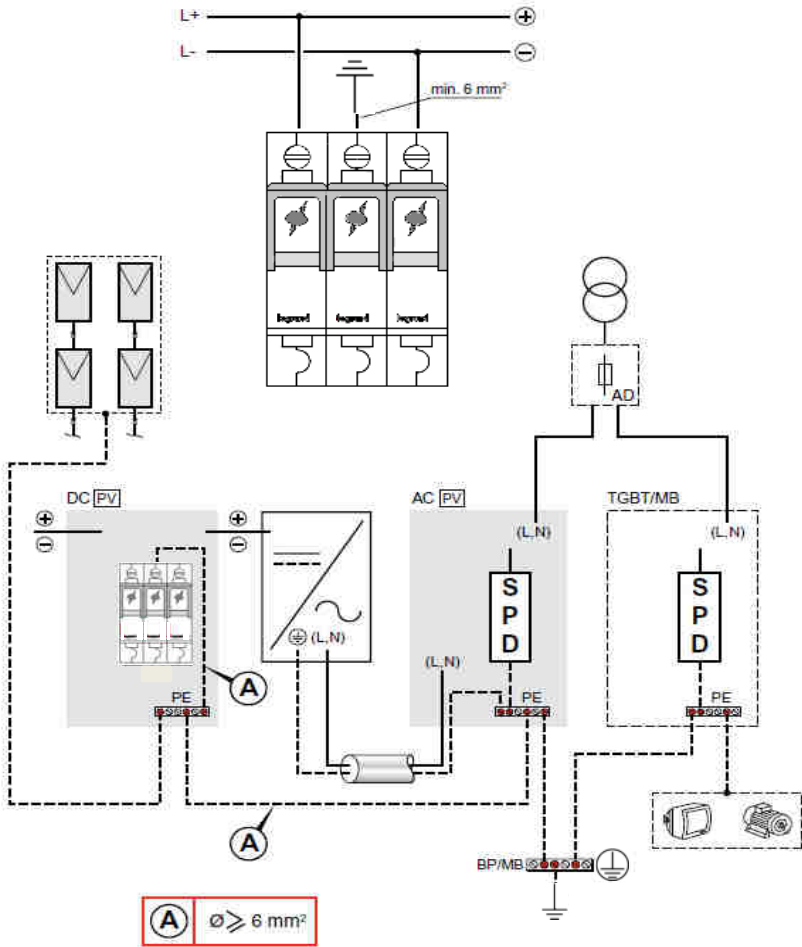 L+
L-
min. 6 mm²
legrand legrand legrand
AD
DC PV
AC PV
TGBT/MB
(L,N)
(L,N)
SPD
SPD
(L,N)
(L,N)
A
PE
PE
PE
A
BP/MB
A Ø ⩾ 6 mm²